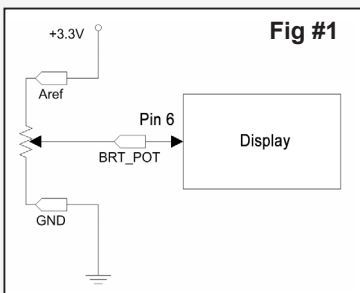 Fig #1
+3.3V
Aref
Pin 6
BRT_POT
Display
GND